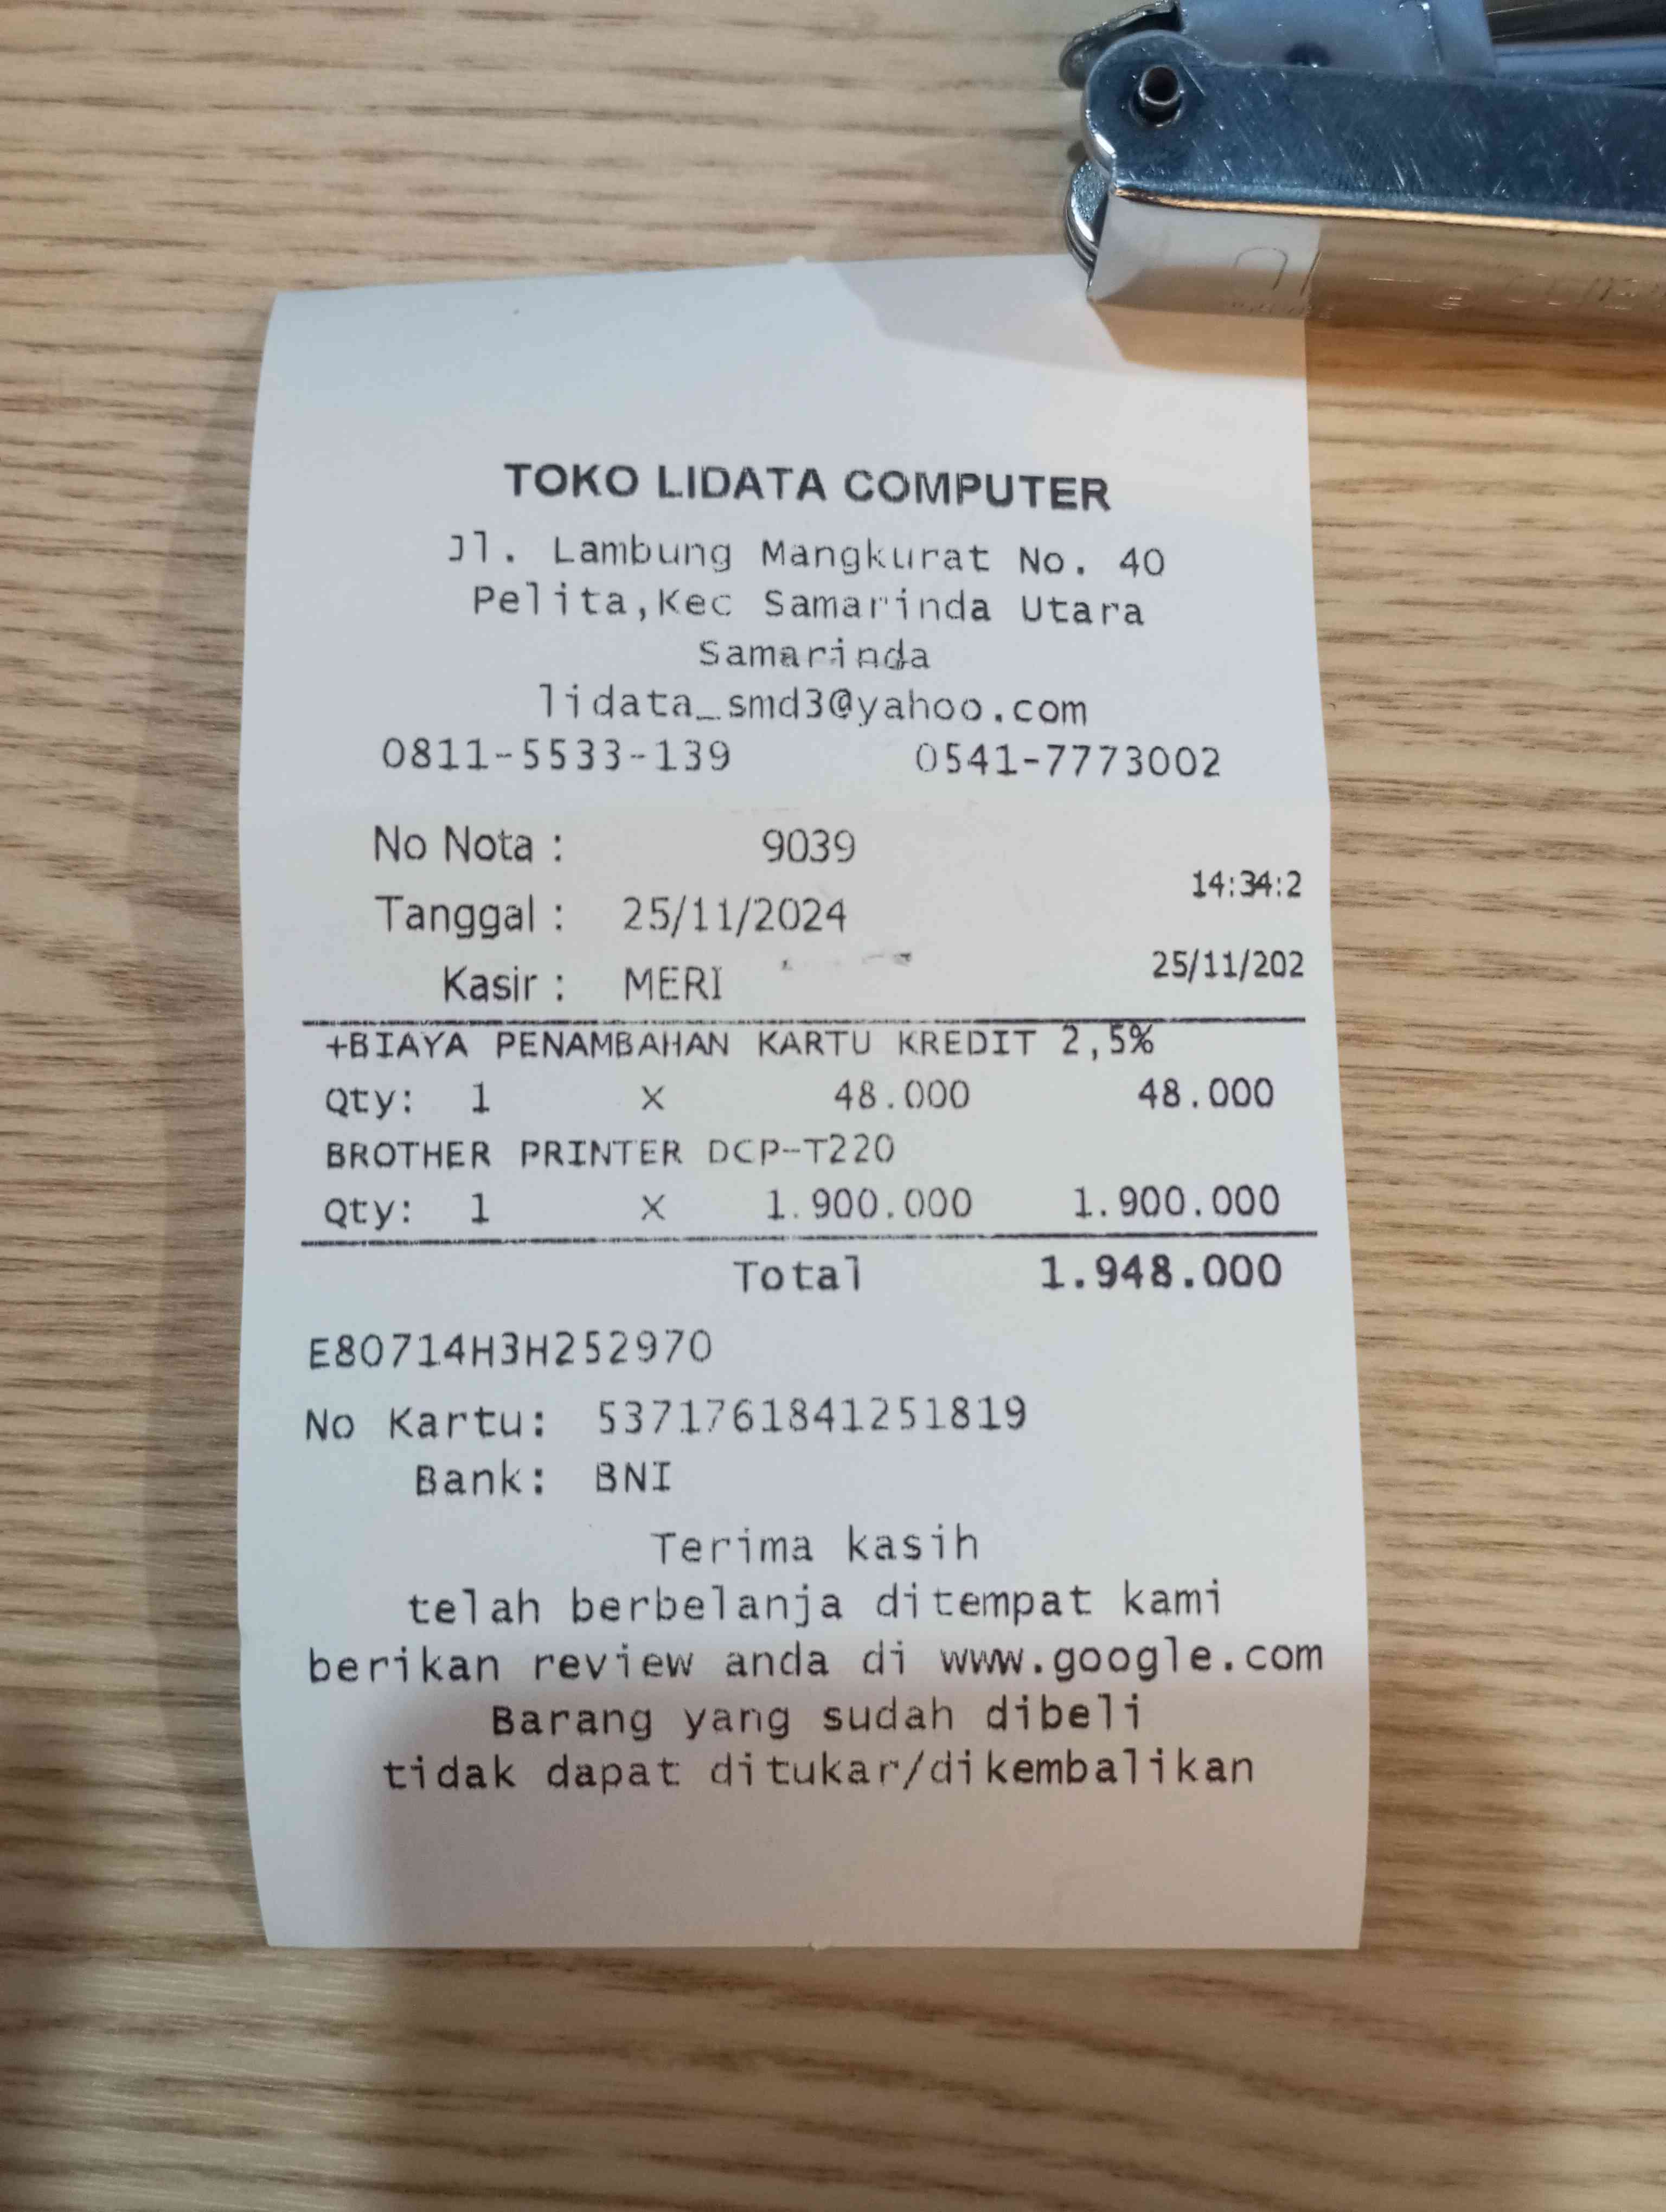 TOKO LIDATA COMPUTER
Jl. Lambung Mangkurat No. 40
Pelita,Kec Samarinda Utara
Samarinda
lidata_smd3@yahoo.com
0811-5533-139 0541-7773002
No Nota : 9039
14:34:2
Tanggal : 25/11/2024
25/11/202
Kasir : MERI
+BIAYA PENAMBAHAN KARTU KREDIT 2,5%
Qty: 1 X 48.000 48.000
BROTHER PRINTER DCP-T220
Qty: 1 X 1.900.000 1.900.000
Total 1.948.000
E80714H3H252970
No Kartu: 5371761841251819
Bank: BNI
Terima kasih
telah berbelanja ditempat kami
berikan review anda di www.google.com
Barang yang sudah dibeli
tidak dapat ditukar/dikembalikan